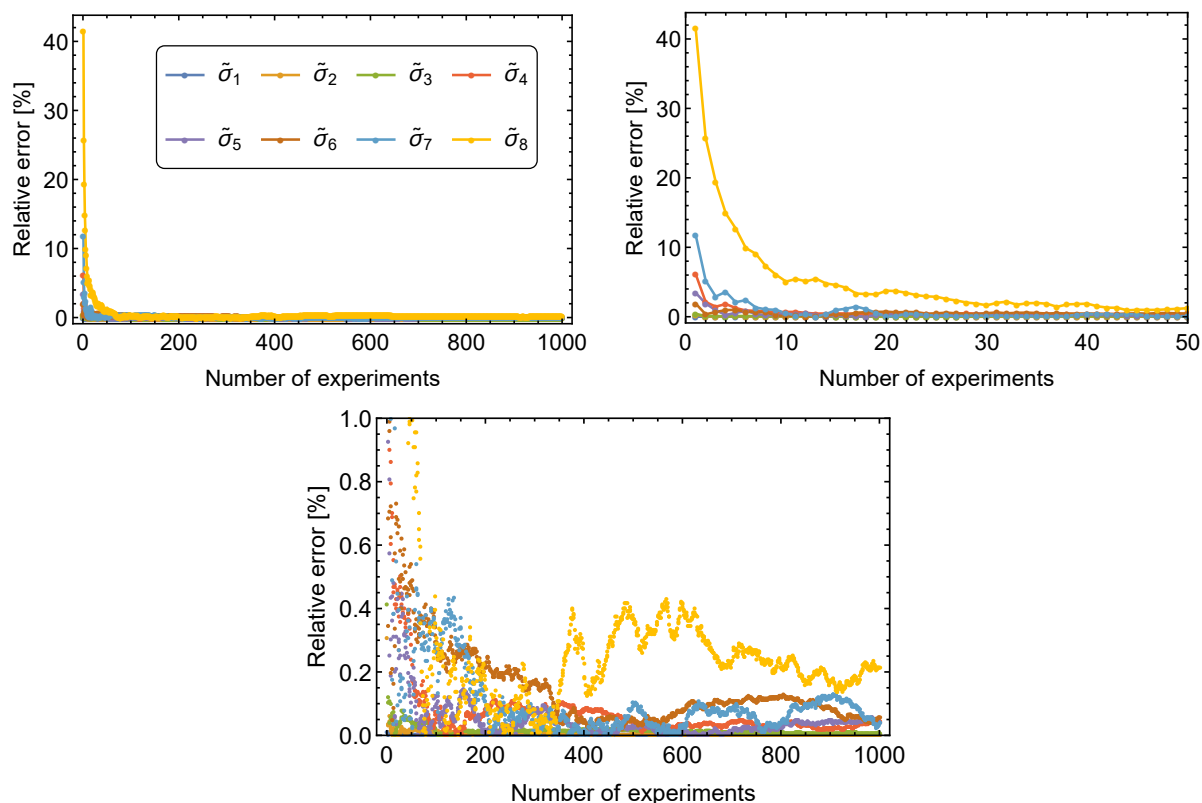 Relative error [%]
40
30
20
10
0
σ̃1 σ̃2 σ̃3 σ̃4
σ̃5 σ̃6 σ̃7 σ̃8
0 200 400 600 800 1000
Number of experiments
Relative error [%]
40
30
20
10
0
0 10 20 30 40 50
Number of experiments
Relative error [%]
1.0
0.8
0.6
0.4
0.2
0.0
0 200 400 600 800 1000
Number of experiments